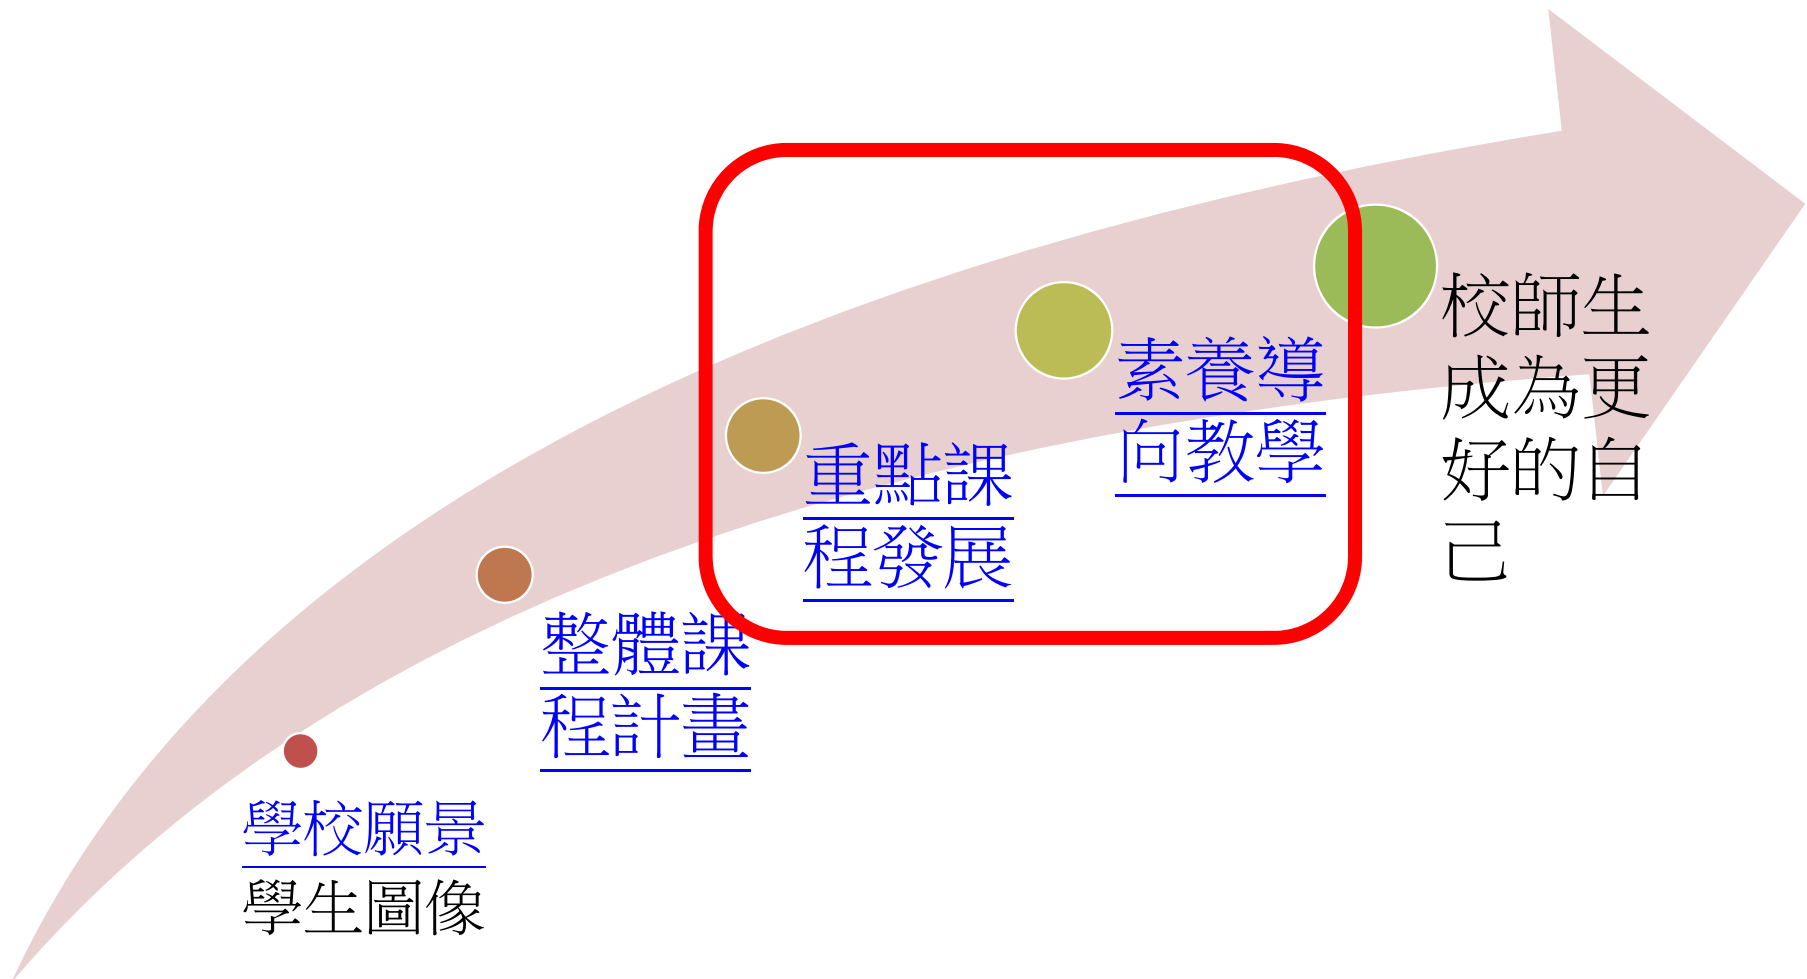 學校願景
學生圖像
整體課
程計畫
重點課
程發展
素養導
向教學
校師生
成為更
好的自
己